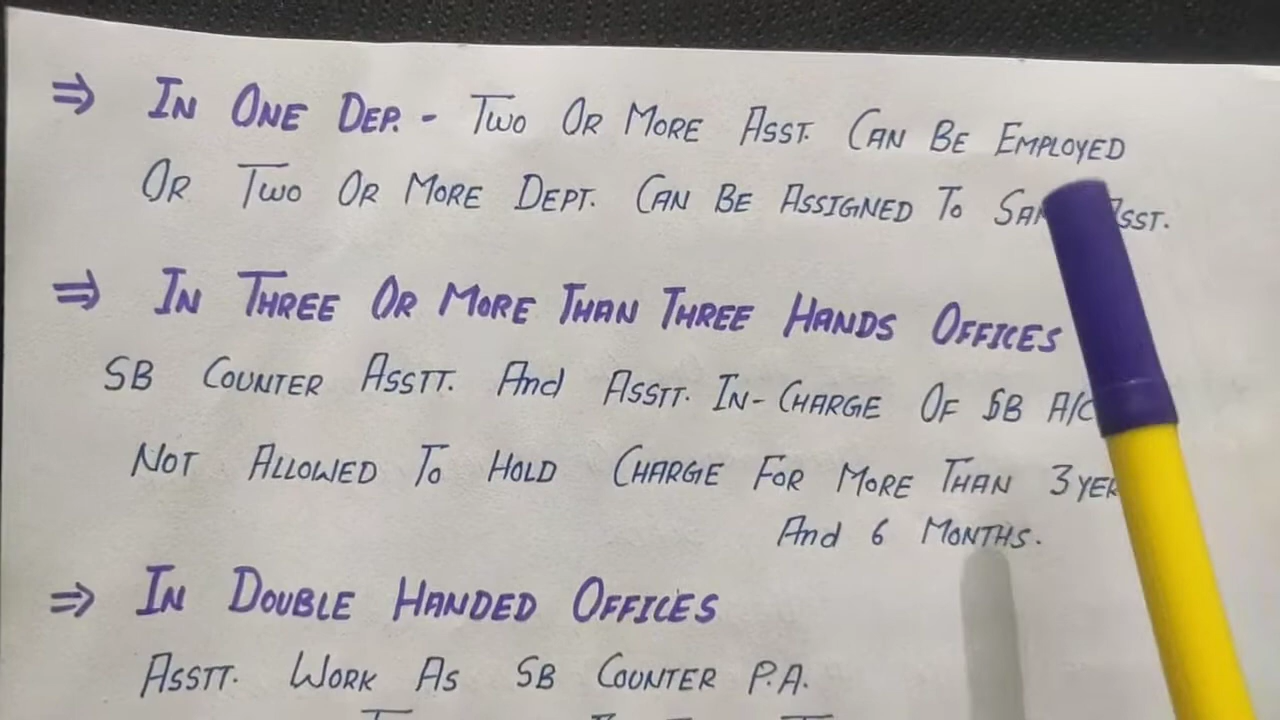 ⇒ IN ONE DEP. - TWO OR MORE ASST. CAN BE EMPLOYED
OR TWO OR MORE DEPT. CAN BE ASSIGNED TO
⇒ IN THREE OR MORE THAN THREE HANDS OFFICES
SB COUNTER ASSTT. And ASSTT. IN-CHARGE OF SB A/C
NOT ALLOWED TO HOLD CHARGE FOR MORE THAN 3
And 6 MONTHS.
⇒ IN DOUBLE HANDED OFFICES
ASSTT. WORK AS SB COUNTER P.A.